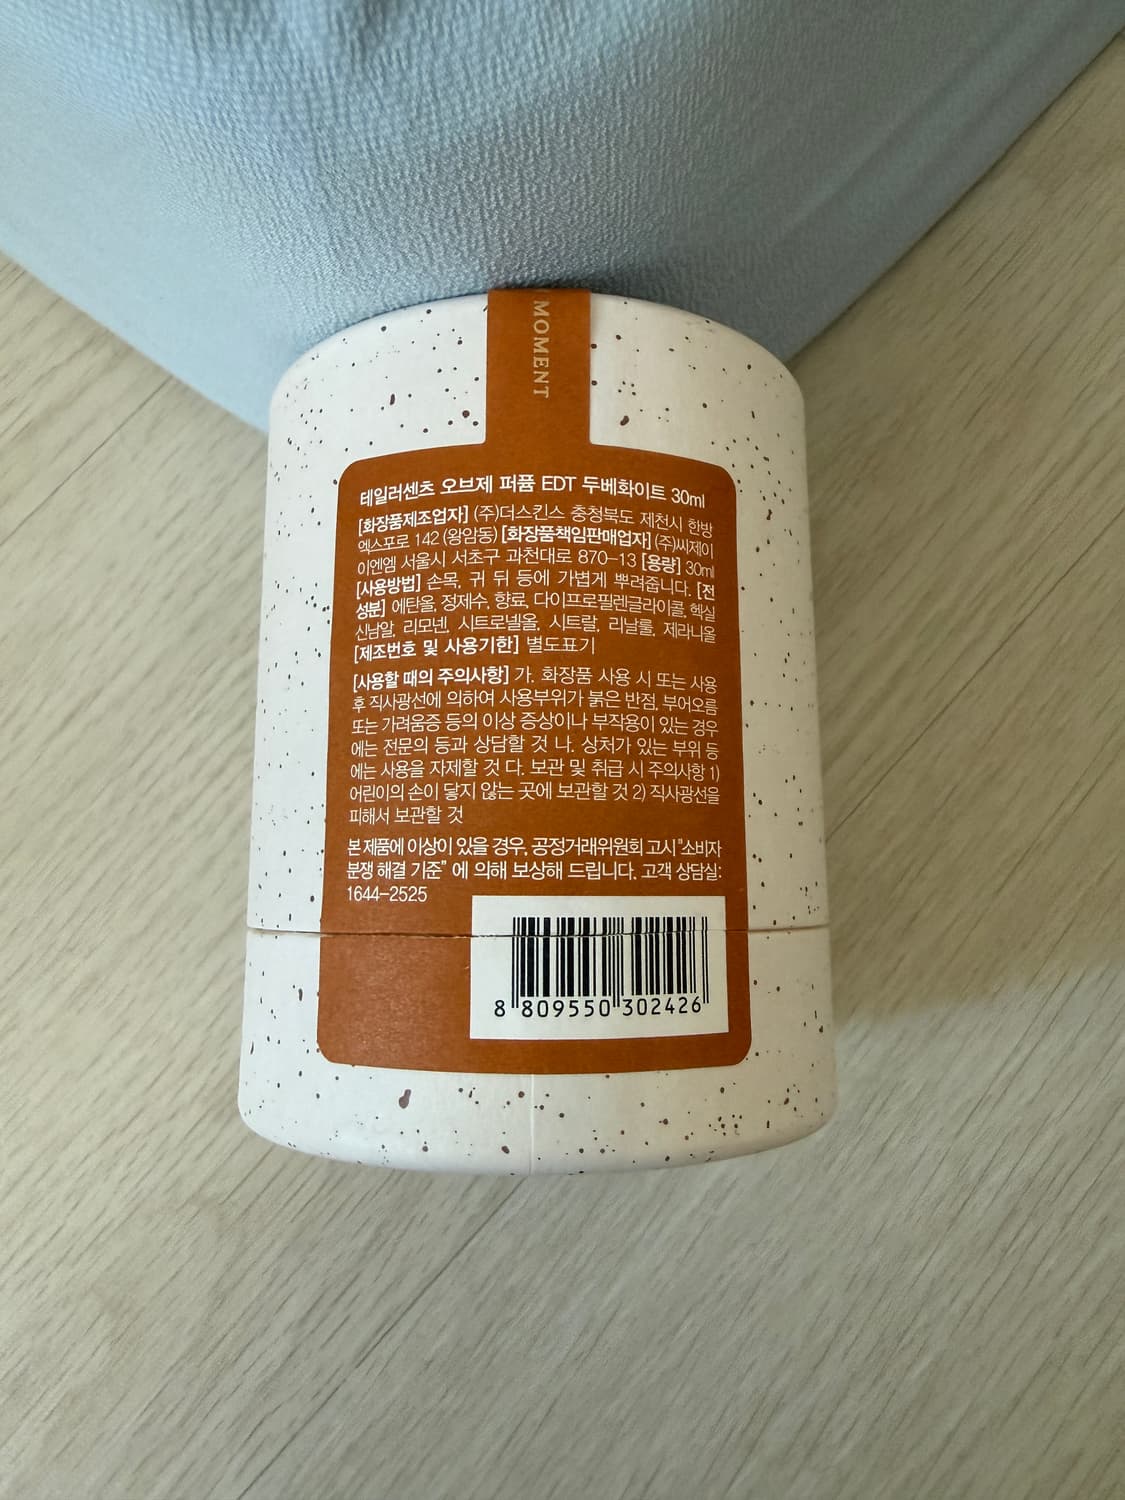 MOMENT
테일러센츠 오브제 퍼퓸 EDT 두베화이트 30ml
[화장품제조업자] (주)더스킨스 충청북도 제천시 한방
엑스포로 142 (왕암동) [화장품책임판매업자] (주)씨제이
이엔엠 서울시 서초구 과천대로 870-13 [용량] 30ml
[사용방법] 손목, 귀 뒤 등에 가볍게 뿌려줍니다. [전
성분] 에탄올, 정제수, 향료, 다이프로필렌글라이콜, 헥실
신남알, 리모넨, 시트로넬올, 시트랄, 리날룰, 제라니올
[제조번호 및 사용기한] 별도표기
[사용할 때의 주의사항] 가. 화장품 사용 시 또는 사용
후 직사광선에 의하여 사용부위가 붉은 반점, 부어오름
또는 가려움증 등의 이상 증상이나 부작용이 있는 경우
에는 전문의 등과 상담할 것 나. 상처가 있는 부위 등
에는 사용을 자제할 것 다. 보관 및 취급 시 주의사항 1)
어린이의 손이 닿지 않는 곳에 보관할 것 2) 직사광선을
피해서 보관할 것
본 제품에 이상이 있을 경우, 공정거래위원회 고시 "소비자
분쟁 해결 기준" 에 의해 보상해 드립니다. 고객 상담실:
1644-2525
8 809550 302426